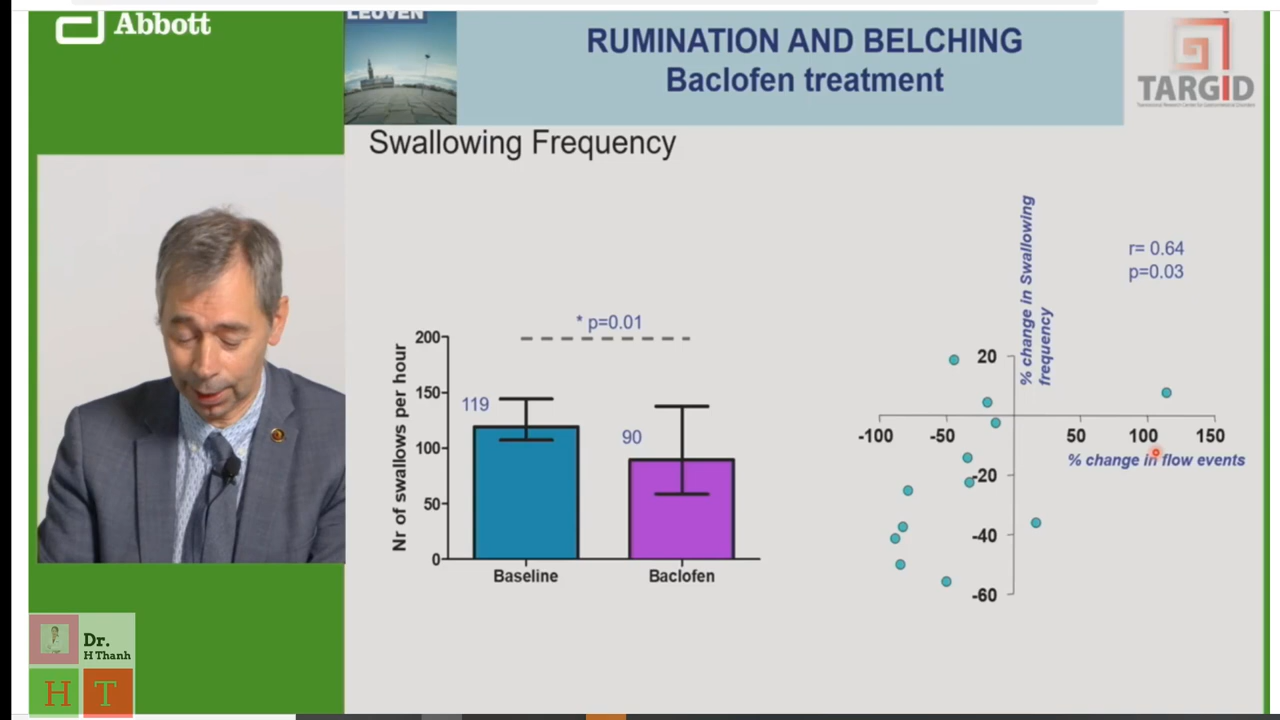 Abbott
LEUVEN
RUMINATION AND BELCHING
Baclofen treatment
TARGID
Swallowing Frequency
* p=0.01
Nr of swallows per hour
200
150
100
50
0
119
90
Baseline
Baclofen
% change in Swallowing
frequency
r= 0.64
p=0.03
20
-20
-40
-60
-100
-50
50
100
150
% change in flow events
Dr.
H Thanh
H T